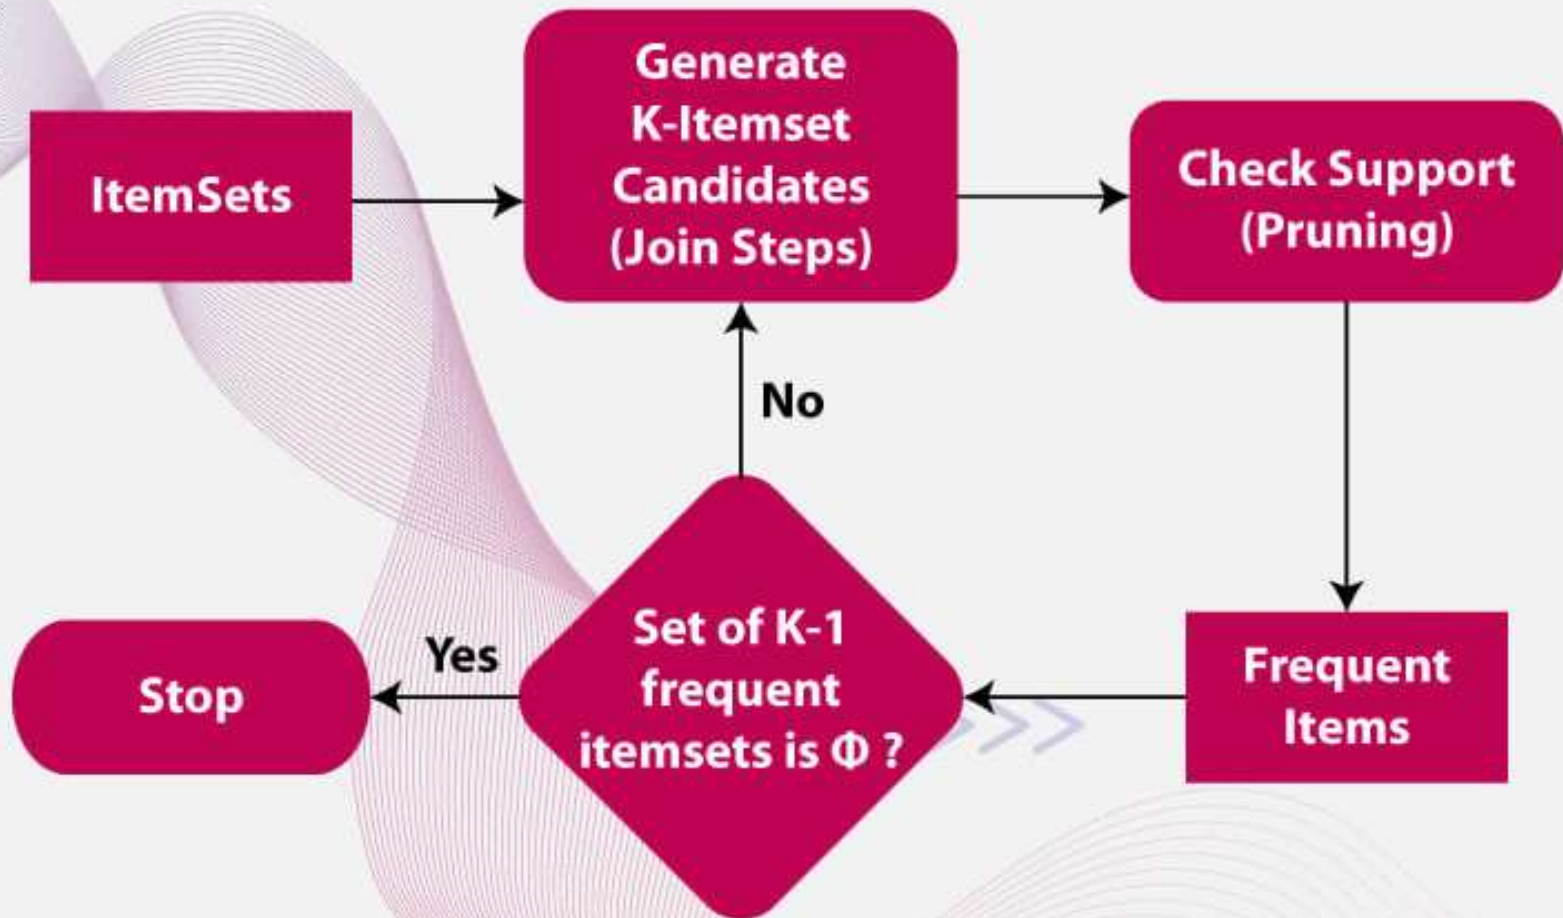 ItemSets
Generate
K-Itemset
Candidates
(Join Steps)
Check Support
(Pruning)
No
Stop
Yes
Set of K-1
frequent
itemsets is Φ ?
Frequent
Items